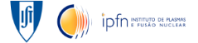 ipfn INSTITUTO DE PLASMAS
E FUSÃO NUCLEAR